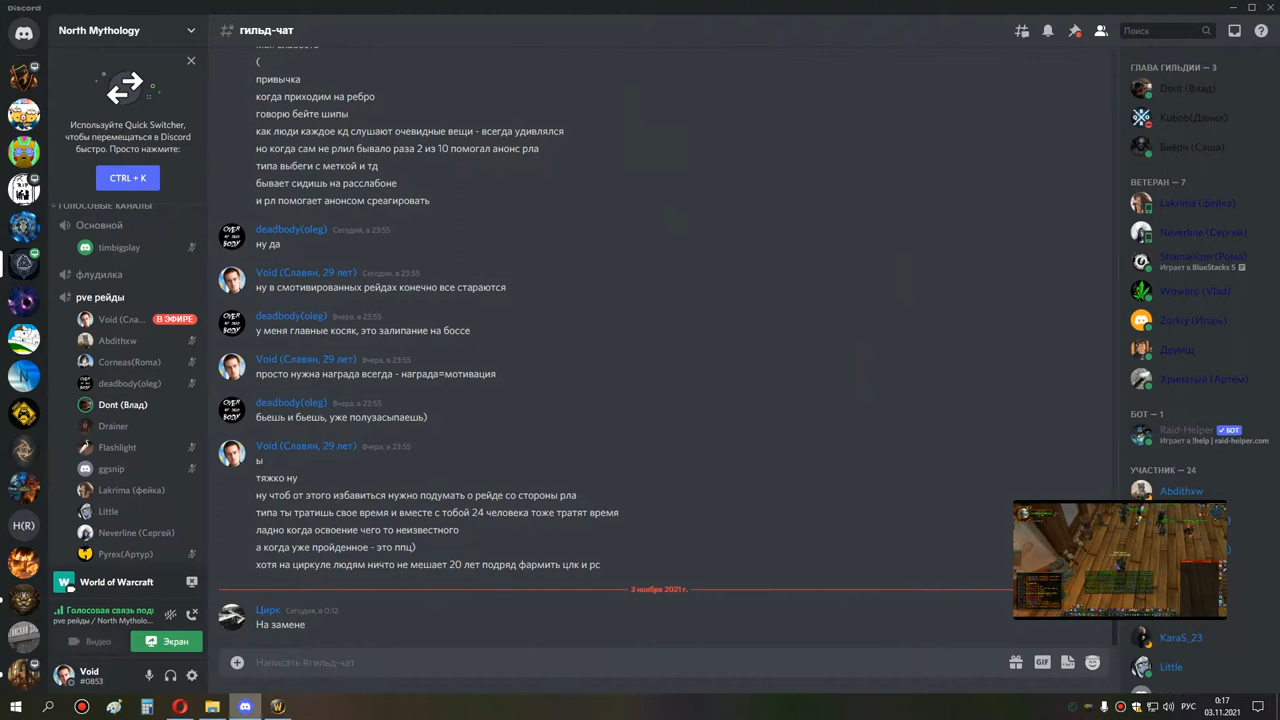 Discord
North Mythology
Используйте Quick Switcher,
чтобы перемещаться в Discord
быстро. Просто нажмите:
CTRL + K
ГОЛОСОВЫЕ КАНАЛЫ
Основной
timbigplay
флудилка
pve рейды
Void (Сла... В ЭФИРЕ
Abdithxw
Corneas(Roma)
deadbody(oleg)
Dont (Влад)
Drainer
Flashlight
ggsnip
Lakrima (фейка)
Little
Neverline (Сергей)
Pyrex(Артур)
H(R)
World of Warcraft
Голосовая связь подк
pve рейды / North Mytholo...
Видео
Экран
Void
#0853
гильд-чат
Поиск
(
привычка
когда приходим на ребро
говорю бейте шипы
как люди каждое кд слушают очевидные вещи - всегда удивлялся
но когда сам не рлил бывало раза 2 из 10 помогал анонс рла
типа выбеги с меткой и тд
бывает сидишь на расслабоне
и рл помогает анонсом среагировать
deadbody(oleg) Сегодня, в 23:55
ну да
Void (Славян, 29 лет) Сегодня, в 23:55
ну в смотивированных рейдах конечно все стараются
deadbody(oleg) Вчера, в 23:55
у меня главные косяк, это залипание на боссе
Void (Славян, 29 лет) Вчера, в 23:55
просто нужна награда всегда - награда=мотивация
deadbody(oleg) Вчера, в 23:55
бьешь и бьешь, уже полузасыпаешь)
Void (Славян, 29 лет) Вчера, в 23:55
ы
тяжко ну
ну чтоб от этого избавиться нужно подумать о рейде со стороны рла
типа ты тратишь свое время и вместе с тобой 24 человека тоже тратят время
ладно когда освоение чего то неизвестного
а когда уже пройденное - это ппц)
хотя на циркуле людям ничто не мешает 20 лет подряд фармить цлк и рс
3 ноября 2021 г.
Цирк Сегодня, в 0:12
На замене
Написать #гильд-чат
GIF
ГЛАВА ГИЛЬДИИ — 3
Dont (Влад)
Kubob(Данил)
Биерн (Саша)
ВЕТЕРАН — 7
Lakrima (фейка)
Neverline (Сергей)
Shamanizm (Рома)
Играет в BlueStacks 5
Woworo (Vlad)
Zorkiy (Игорь)
Дриищ
Хрипатый (Артем)
БОТ — 1
Raid-Helper БОТ
Играет в !help | raid-helper.com
УЧАСТНИК — 24
Abdithxw
KaraS_23
Little
РУС
0:17
03.11.2021